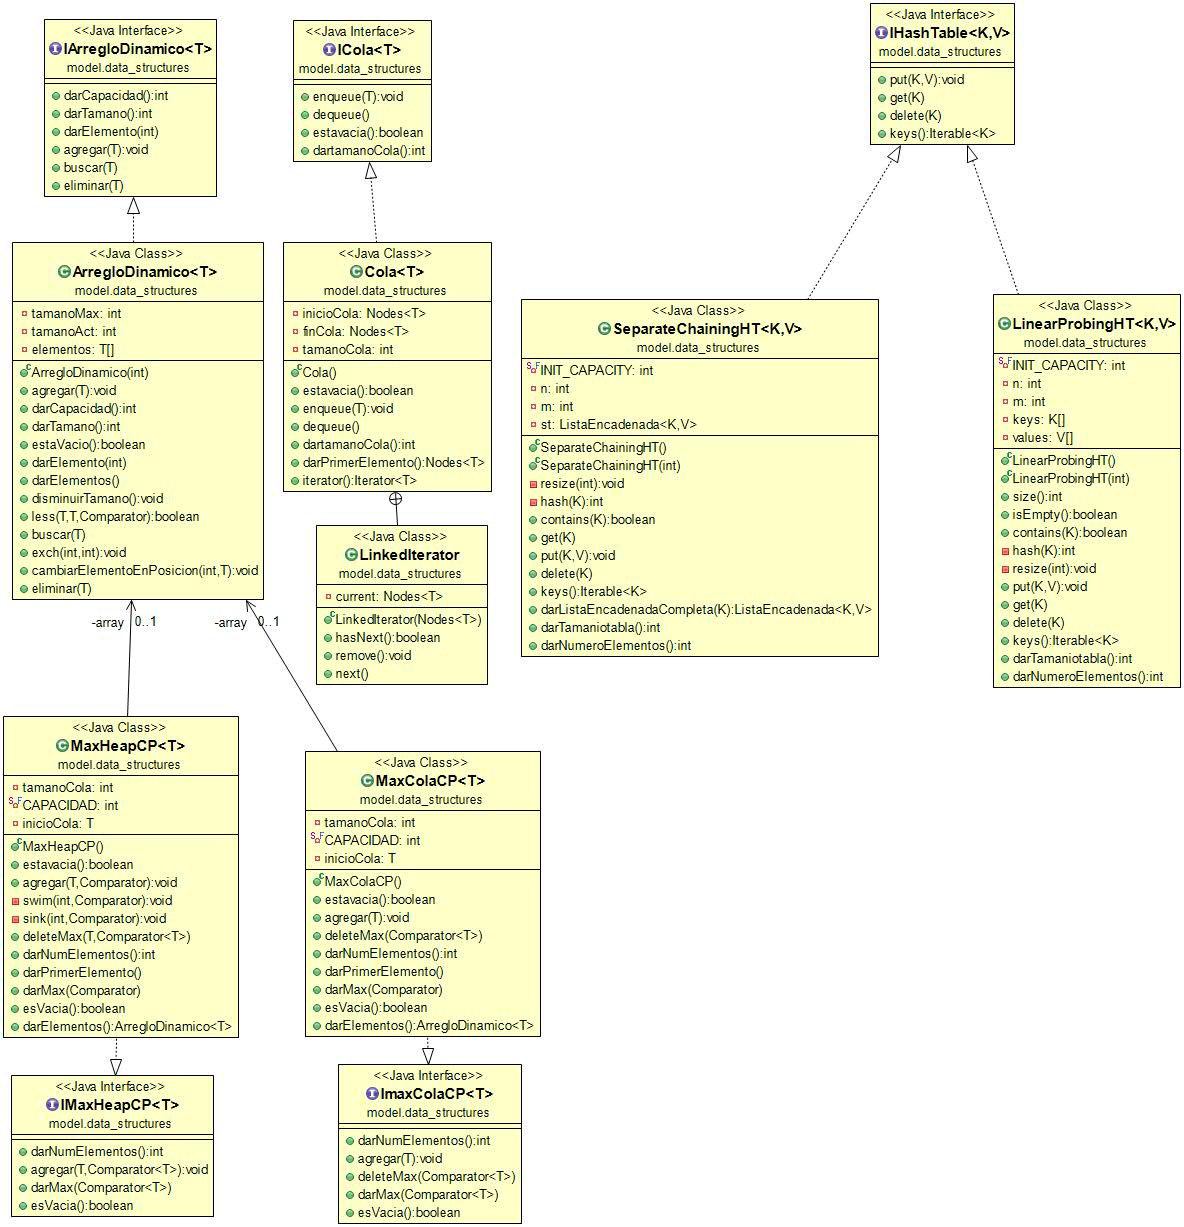 <<Java Interface>>
IArregloDinamico<T>
model.data_structures
darCapacidad():int
darTamano():int
darElemento(int)
agregar(T):void
buscar(T)
eliminar(T)
<<Java Interface>>
ICola<T>
model.data_structures
enqueue(T):void
dequeue()
estavacia():boolean
dartamanoCola():int
<<Java Interface>>
IHashTable<K,V>
model.data_structures
put(K,V):void
get(K)
delete(K)
keys():Iterable<K>
<<Java Class>>
ArregloDinamico<T>
model.data_structures
tamanoMax: int
tamanoAct: int
elementos: T[]
ArregloDinamico(int)
agregar(T):void
darCapacidad():int
darTamano():int
estaVacio():boolean
darElemento(int)
darElementos()
disminuirTamano():void
less(T,T,Comparator):boolean
buscar(T)
exch(int,int):void
cambiarElementoEnPosicion(int,T):void
eliminar(T)
<<Java Class>>
Cola<T>
model.data_structures
inicioCola: Nodes<T>
finCola: Nodes<T>
tamanoCola: int
Cola()
estavacia():boolean
enqueue(T):void
dequeue()
dartamanoCola():int
darPrimerElemento():Nodes<T>
iterator():Iterator<T>
<<Java Class>>
LinkedIterator
model.data_structures
current: Nodes<T>
LinkedIterator(Nodes<T>)
hasNext():boolean
remove():void
next()
<<Java Class>>
SeparateChainingHT<K,V>
model.data_structures
INIT_CAPACITY: int
n: int
m: int
st: ListaEncadenada<K,V>
SeparateChainingHT()
SeparateChainingHT(int)
resize(int):void
hash(K):int
contains(K):boolean
get(K)
put(K,V):void
delete(K)
keys():Iterable<K>
darListaEncadenadaCompleta(K):ListaEncadenada<K,V>
darTamaniotabla():int
darNumeroElementos():int
<<Java Class>>
LinearProbingHT<K,V>
model.data_structures
INIT_CAPACITY: int
n: int
m: int
keys: K[]
values: V[]
LinearProbingHT()
LinearProbingHT(int)
size():int
isEmpty():boolean
contains(K):boolean
hash(K):int
resize(int):void
put(K,V):void
get(K)
delete(K)
keys():Iterable<K>
darTamaniotabla():int
darNumeroElementos():int
-array 0..1
-array 0..1
<<Java Class>>
MaxHeapCP<T>
model.data_structures
tamanoCola: int
CAPACIDAD: int
inicioCola: T
MaxHeapCP()
estavacia():boolean
agregar(T,Comparator):void
swim(int,Comparator):void
sink(int,Comparator):void
deleteMax(T,Comparator<T>)
darNumElementos():int
darPrimerElemento()
darMax(Comparator)
esVacia():boolean
darElementos():ArregloDinamico<T>
<<Java Class>>
MaxColaCP<T>
model.data_structures
tamanoCola: int
CAPACIDAD: int
inicioCola: T
MaxColaCP()
estavacia():boolean
agregar(T):void
deleteMax(Comparator<T>)
darNumElementos():int
darPrimerElemento()
darMax(Comparator)
esVacia():boolean
darElementos():ArregloDinamico<T>
<<Java Interface>>
IMaxHeapCP<T>
model.data_structures
darNumElementos():int
agregar(T,Comparator<T>):void
darMax(Comparator<T>)
esVacia():boolean
<<Java Interface>>
ImaxColaCP<T>
model.data_structures
darNumElementos():int
agregar(T):void
deleteMax(Comparator<T>)
darMax(Comparator<T>)
esVacia():boolean